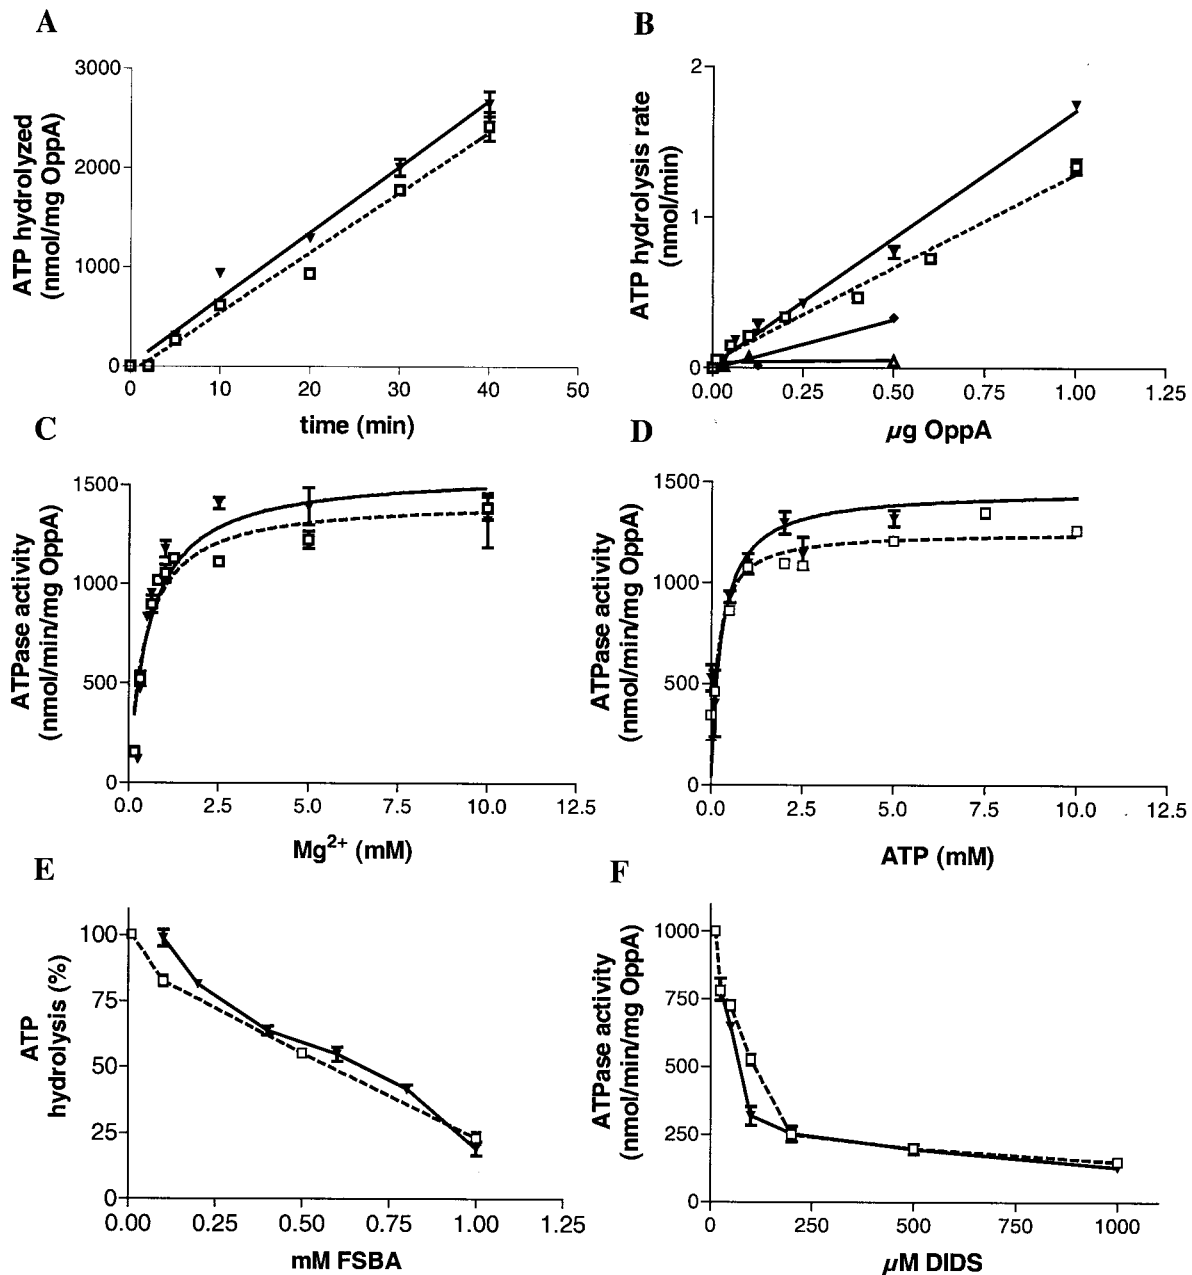 A
ATP hydrolyzed
(nmol/mg OppA)
3000
2000
1000
0
0
10
20
30
40
50
time (min)
B
ATP hydrolysis rate
(nmol/min)
2
1
0
0.00
0.25
0.50
0.75
1.00
1.25
µg OppA
C
ATPase activity
(nmol/min/mg OppA)
1500
1000
500
0
0.0
2.5
5.0
7.5
10.0
12.5
Mg²⁺ (mM)
D
ATPase activity
(nmol/min/mg OppA)
1500
1000
500
0
0.0
2.5
5.0
7.5
10.0
12.5
ATP (mM)
E
ATP
hydrolysis (%)
100
75
50
25
0
0.00
0.25
0.50
0.75
1.00
1.25
mM FSBA
F
ATPase activity
(nmol/min/mg OppA)
1000
750
500
250
0
0
250
500
750
1000
µM DIDS